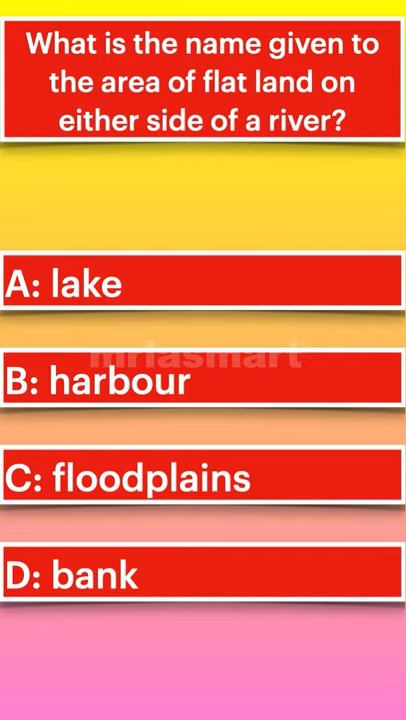 What is the name given to
the area of flat land on
either side of a river?
A: lake
mrlasmart
B: harbour
C: floodplains
D: bank